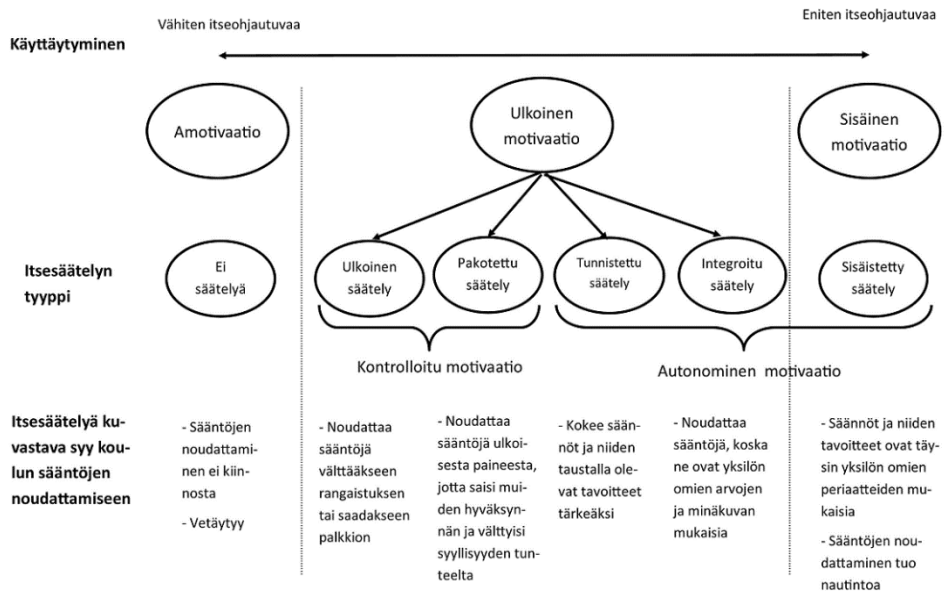 Vähiten itseohjautuvaa
Eniten itseohjautuvaa
Käyttäytyminen
Amotivaatio
Ulkoinen
motivaatio
Sisäinen
motivaatio
Itsesäätelyn
tyyppi
Ei
säätelyä
Ulkoinen
säätely
Pakotettu
säätely
Tunnistettu
säätely
Integroitu
säätely
Sisäistetty
säätely
Kontrolloitu motivaatio
Autonominen motivaatio
Itsesäätelyä ku-
vastava syy kou-
lun sääntöjen
noudattamiseen
- Sääntöjen
noudattami-
nen ei kiin-
nosta
- Vetäytyy
- Noudattaa
sääntöjä
välttääkseen
rangaistuksen
tai saadakseen
palkkion
- Noudattaa
sääntöjä ulkoi-
sesta paineesta,
jotta saisi mui-
den hyväksyn-
nän ja välttyisi
syyllisyyden tun-
teelta
- Kokee sään-
nöt ja niiden
taustalla ole-
vat tavoitteet
tärkeäksi
- Noudattaa
sääntöjä, koska
ne ovat yksilön
omien arvojen
ja minäkuvan
mukaisia
- Säännöt ja niiden
tavoitteet ovat täy-
sin yksilön omien
periaatteiden mu-
kaisia
- Sääntöjen nou-
dattaminen tuo
nautintoa